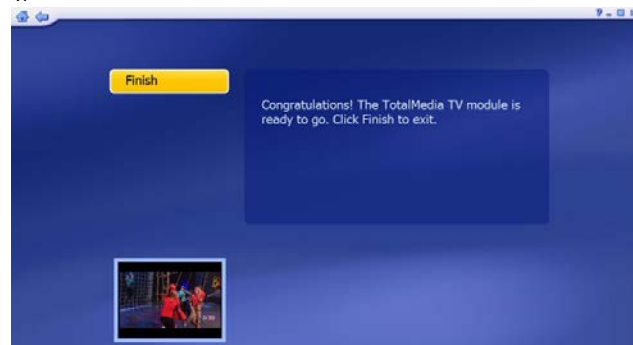 Finish
Congratulations! The TotalMedia TV module is
ready to go. Click Finish to exit.